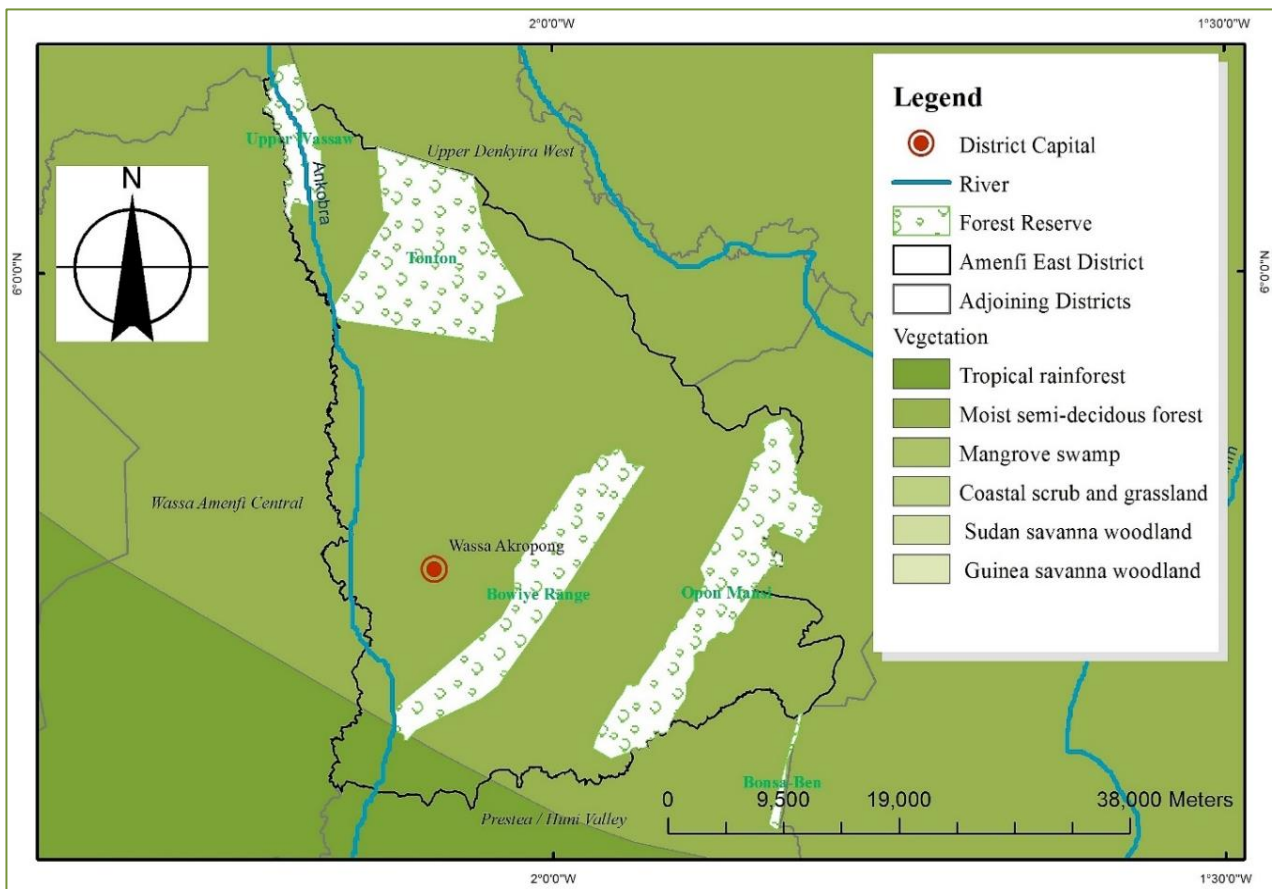 2°0'0"W
1°30'0"W
Legend
District Capital
River
Forest Reserve
Amenfi East District
Adjoining Districts
Vegetation
Tropical rainforest
Moist semi-decidous forest
Mangrove swamp
Coastal scrub and grassland
Sudan savanna woodland
Guinea savanna woodland
N
Upper Wassaw
Upper Denkyira West
Ankobra
Tonton
6°0'0"N
6°0'0"N
Wassa Amenfi Central
Wassa Akropong
Bowiye Range
Opon Mansi
Bonsa-Ben
Prestea / Huni Valley
0
9,500
19,000
38,000 Meters
2°0'0"W
1°30'0"W